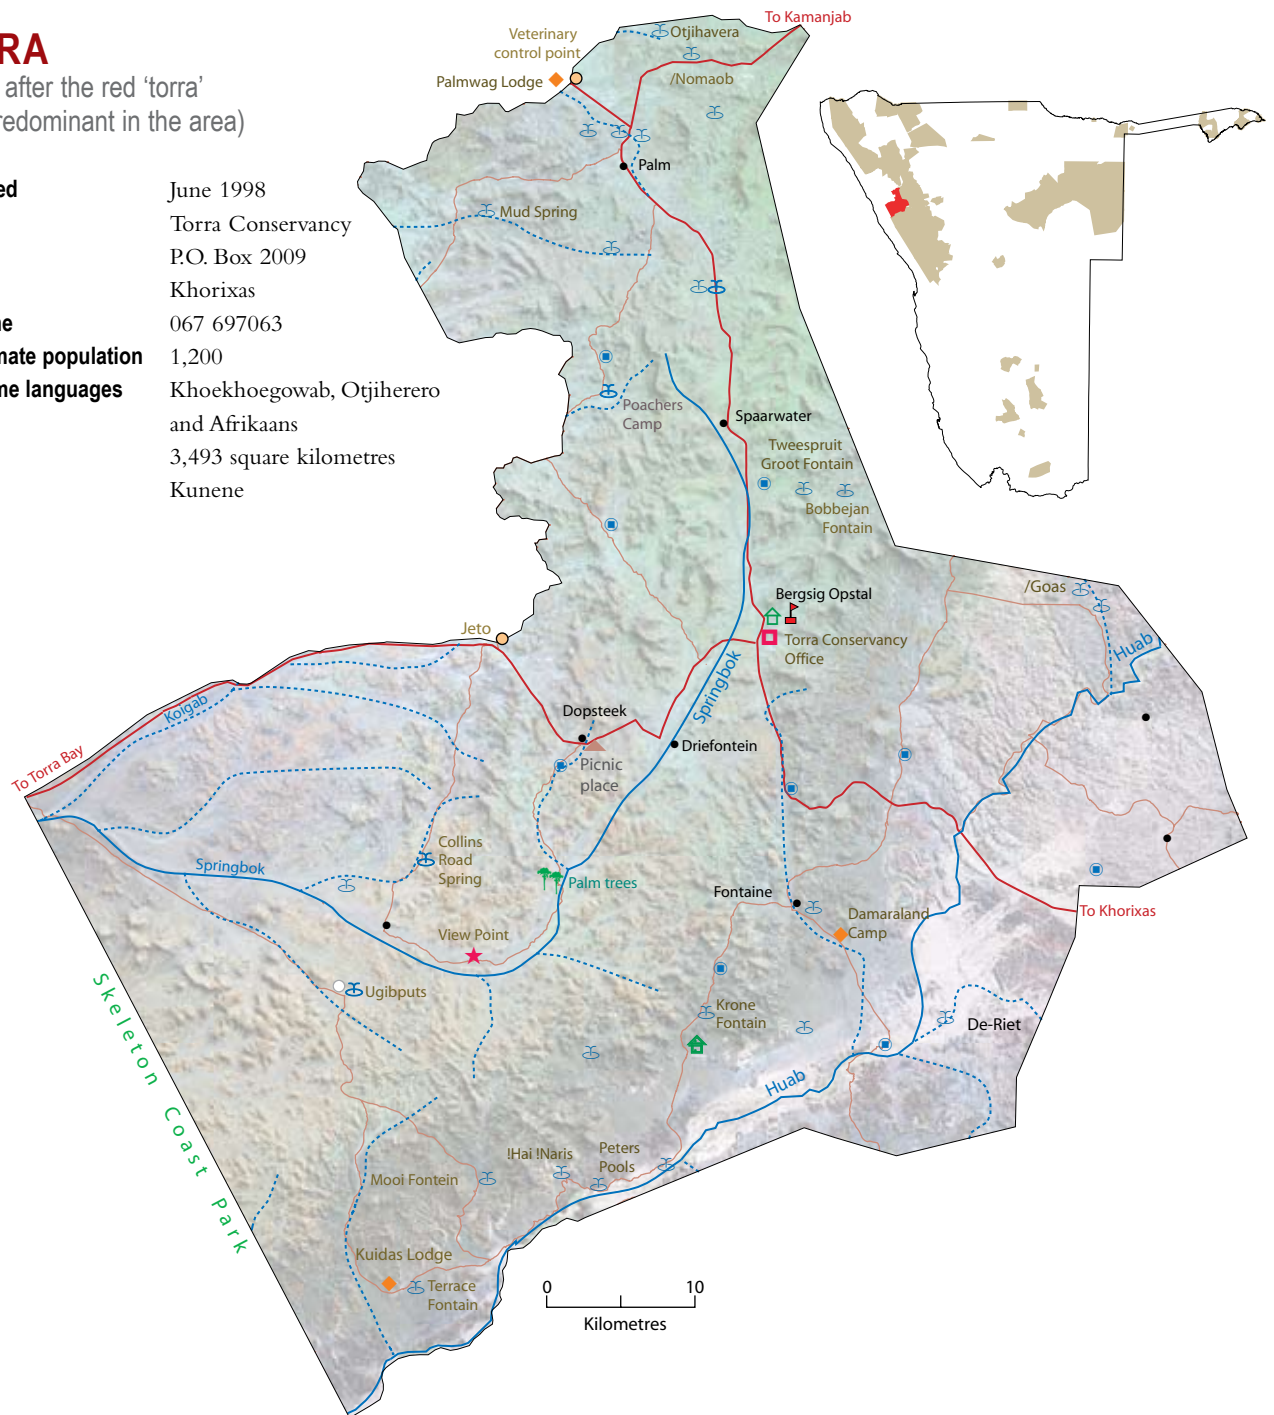 RA
after the red ‘torra’
redominant in the area)
ed June 1998
Torra Conservancy
P.O. Box 2009
Khorixas
ne 067 697063
mate population 1,200
me languages Khoekhoegowab, Otjiherero
and Afrikaans
3,493 square kilometres
Kunene
To Kamanjab
Otjihavera
Veterinary
control point
Palmwag Lodge
/Nomaob
Palm
Mud Spring
Poachers
Camp
Spaarwater
Tweespruit
Groot Fontain
Bobbejan
Fontain
/Goas
Bergsig Opstal
Torra Conservancy
Office
Huab
Jeto
Springbok
Koigab
Dopsteek
Driefontein
Picnic
place
To Torra Bay
Collins
Road
Spring
Springbok
Palm trees
Fontaine
Damaraland
Camp
To Khorixas
View Point
Ugibputs
Krone
Fontain
De-Riet
Skeleton Coast Park
Huab
!Hai !Naris
Peters
Pools
Mooi Fontein
Kuidas Lodge
Terrace
Fontain
0 10
Kilometres